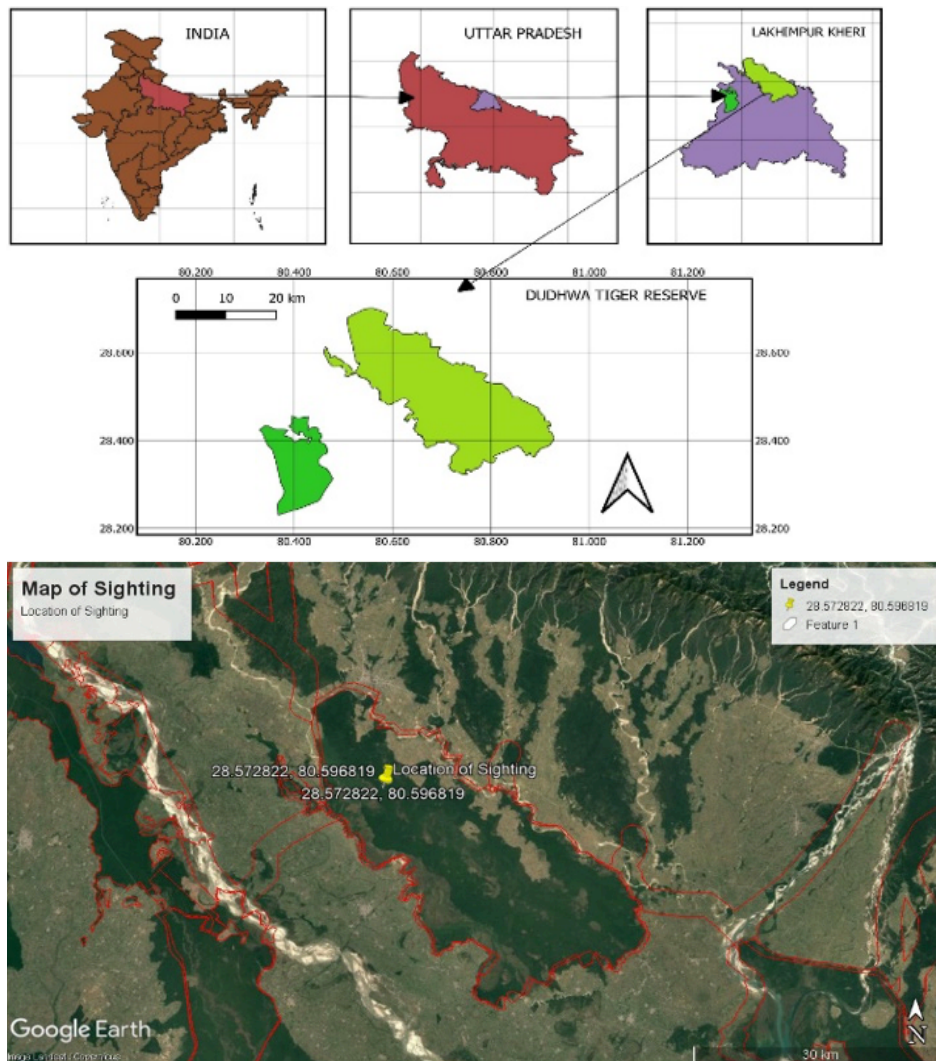 INDIA
UTTAR PRADESH
LAKHIMPUR KHERI
80.200 80.400 80.600 80.800 81.000 81.200
DUDHWA TIGER RESERVE
0 10 20 km
28.600 28.600
28.400 28.400
28.200 28.200
80.200 80.400 80.600 80.800 81.000 81.200
Map of Sighting
Location of Sighting
Legend
28.572822, 80.596819
Feature 1
28.572822, 80.596819 Location of Sighting
28.572822, 80.596819
Google Earth
Image Landsat / Copernicus
N
30 km